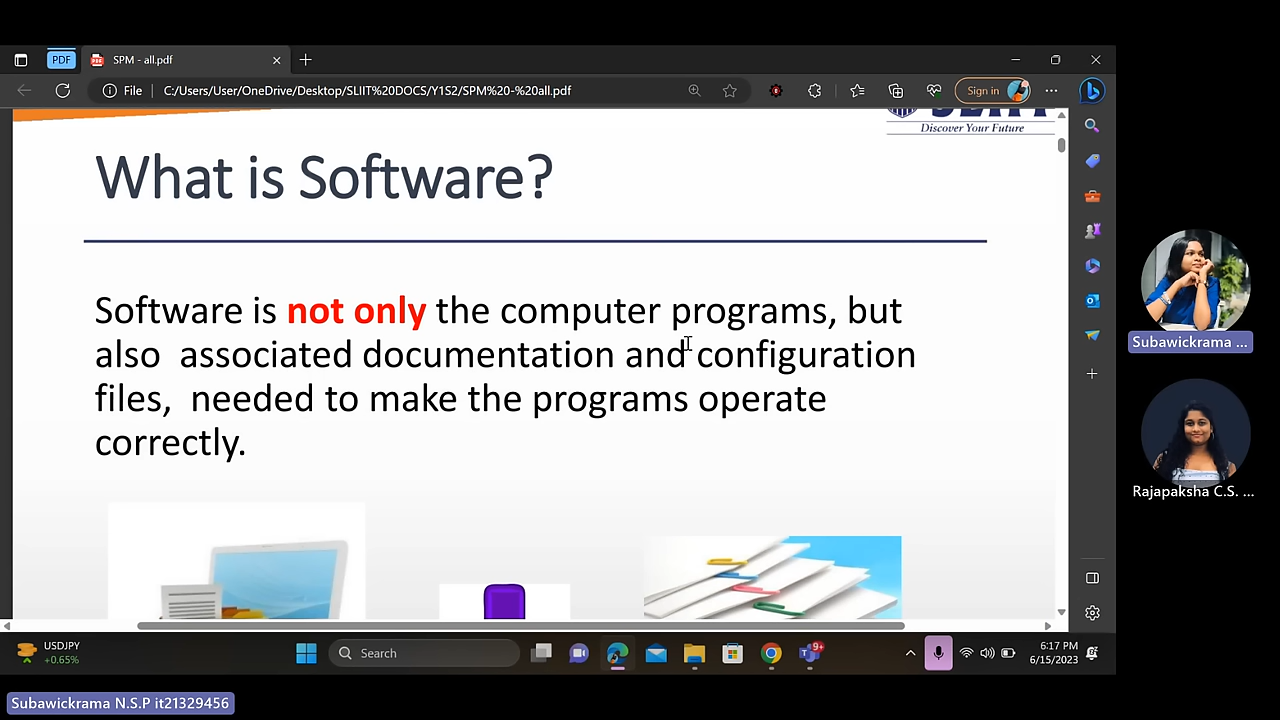 PDF
SPM - all.pdf
File
C:/Users/User/OneDrive/Desktop/SLIIT%20DOCS/Y1S2/SPM%20-%20all.pdf
Sign in
Discover Your Future
What is Software?
Software is not only the computer programs, but
also associated documentation and configuration
files, needed to make the programs operate
correctly.
Subawickrama ...
Rajapaksha C.S. ...
USDJPY
+0.65%
Search
9+
6:17 PM
6/15/2023
Subawickrama N.S.P it21329456